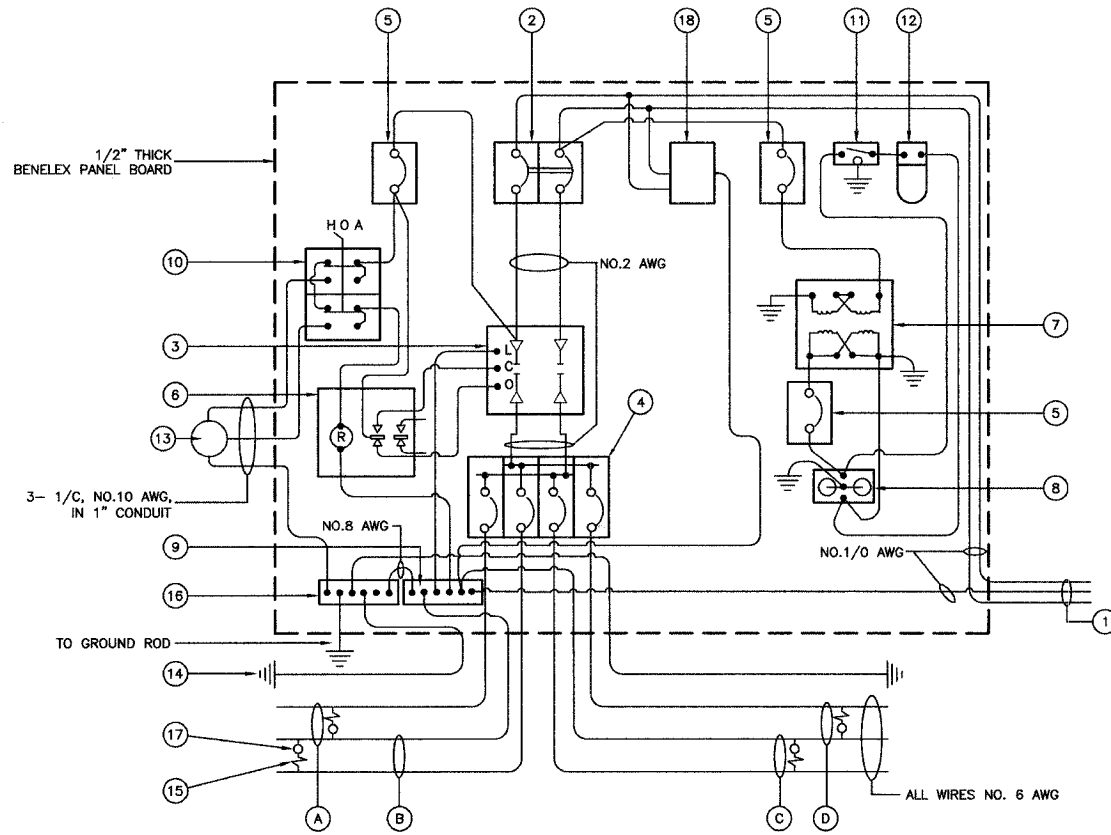 5
2
18
5
11
12
1/2" THICK
BENELEX PANEL BOARD
H O A
10
NO.2 AWG
7
3
L
C
O
4
6
5
R
13
3- 1/C, NO.10 AWG,
IN 1" CONDUIT
8
NO.8 AWG
9
NO.1/0 AWG
16
1
TO GROUND ROD
14
17
15
ALL WIRES NO. 6 AWG
A
B
C
D